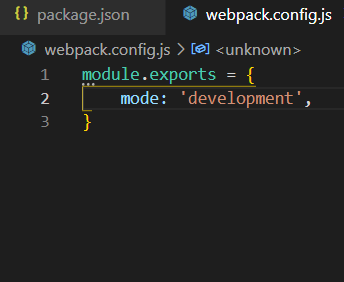 { } package.json webpack.config.js
webpack.config.js > <unknown>
1 module.exports = {
2 mode: 'development',
3 }